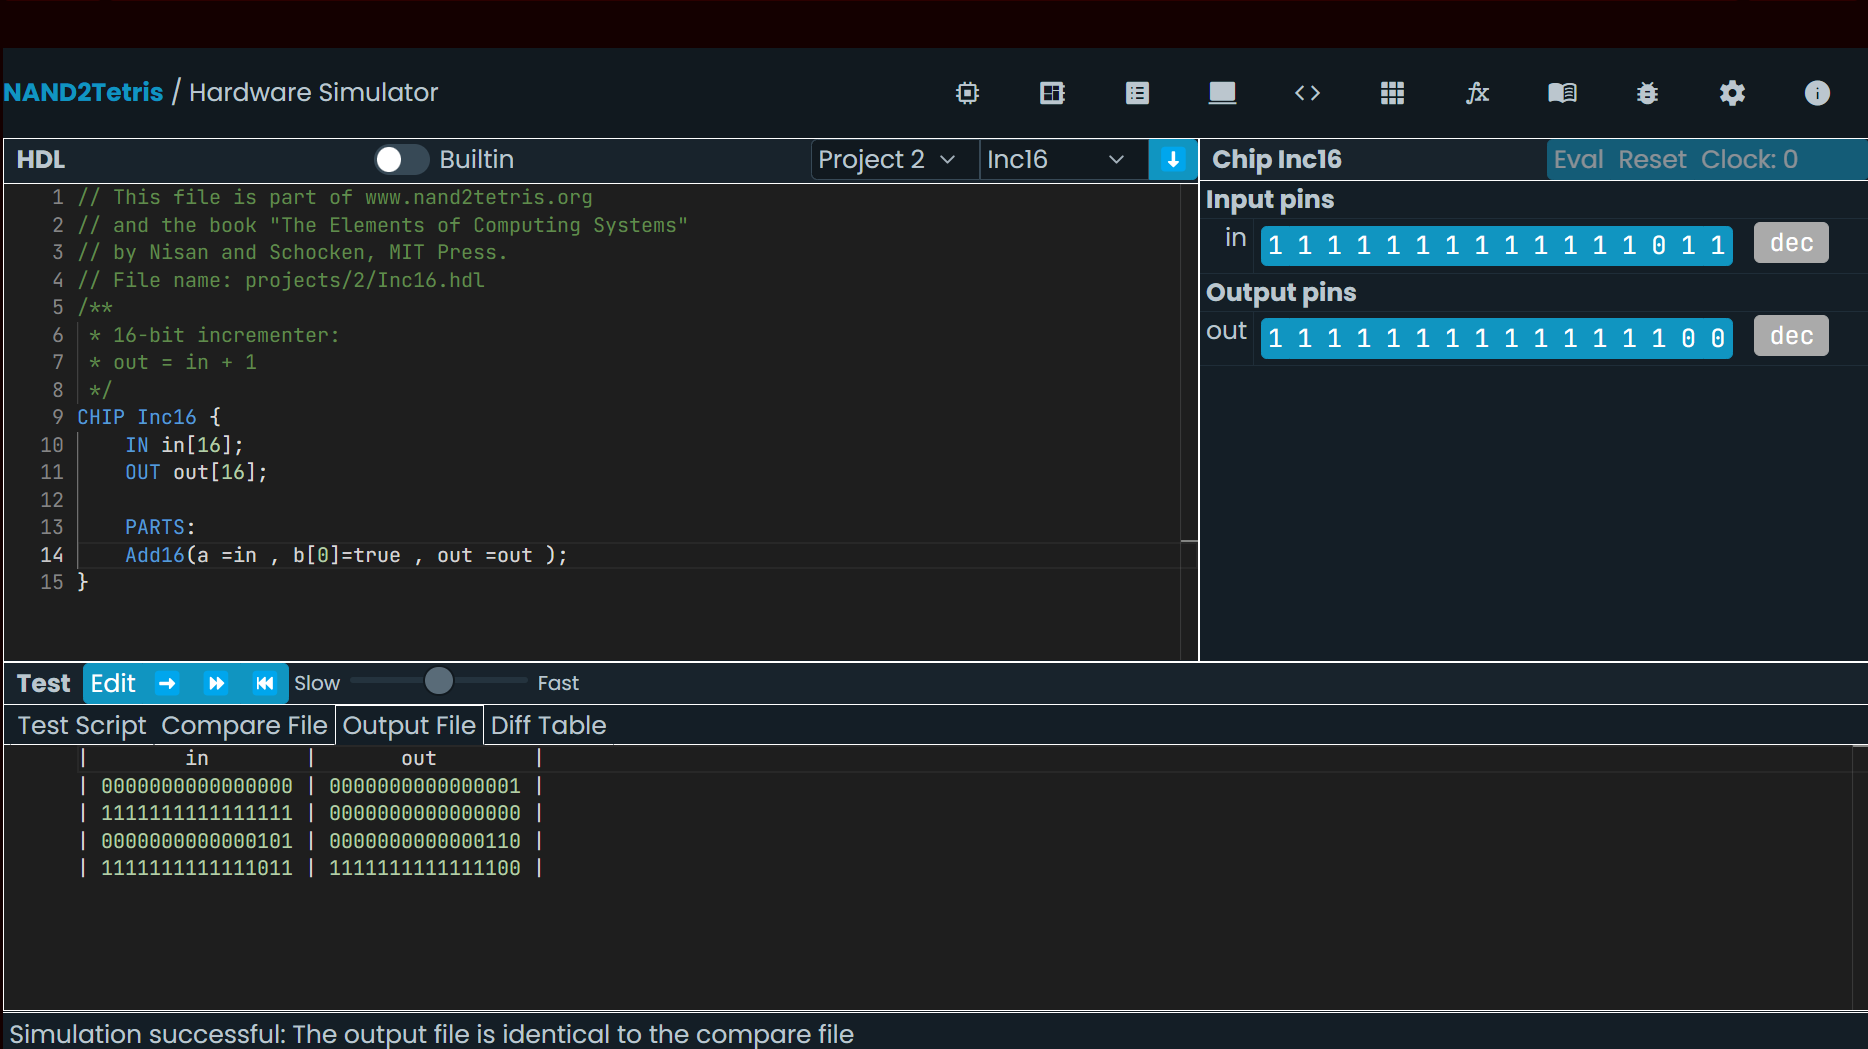 NAND2Tetris / Hardware Simulator
HDL Builtin Project 2 Inc16
1 // This file is part of www.nand2tetris.org
2 // and the book "The Elements of Computing Systems"
3 // by Nisan and Schocken, MIT Press.
4 // File name: projects/2/Inc16.hdl
5 /**
6 * 16-bit incrementer:
7 * out = in + 1
8 */
9 CHIP Inc16 {
10 IN in[16];
11 OUT out[16];
12
13 PARTS:
14 Add16(a =in , b[0]=true , out =out );
15 }
Chip Inc16 Eval Reset Clock: 0
Input pins
in 1 1 1 1 1 1 1 1 1 1 1 1 1 0 1 1 dec
Output pins
out 1 1 1 1 1 1 1 1 1 1 1 1 1 1 0 0 dec
Test Edit Slow Fast
Test Script Compare File Output File Diff Table
| in | out |
| 0000000000000000 | 0000000000000001 |
| 1111111111111111 | 0000000000000000 |
| 0000000000000101 | 0000000000000110 |
| 1111111111111011 | 1111111111111100 |
Simulation successful: The output file is identical to the compare file